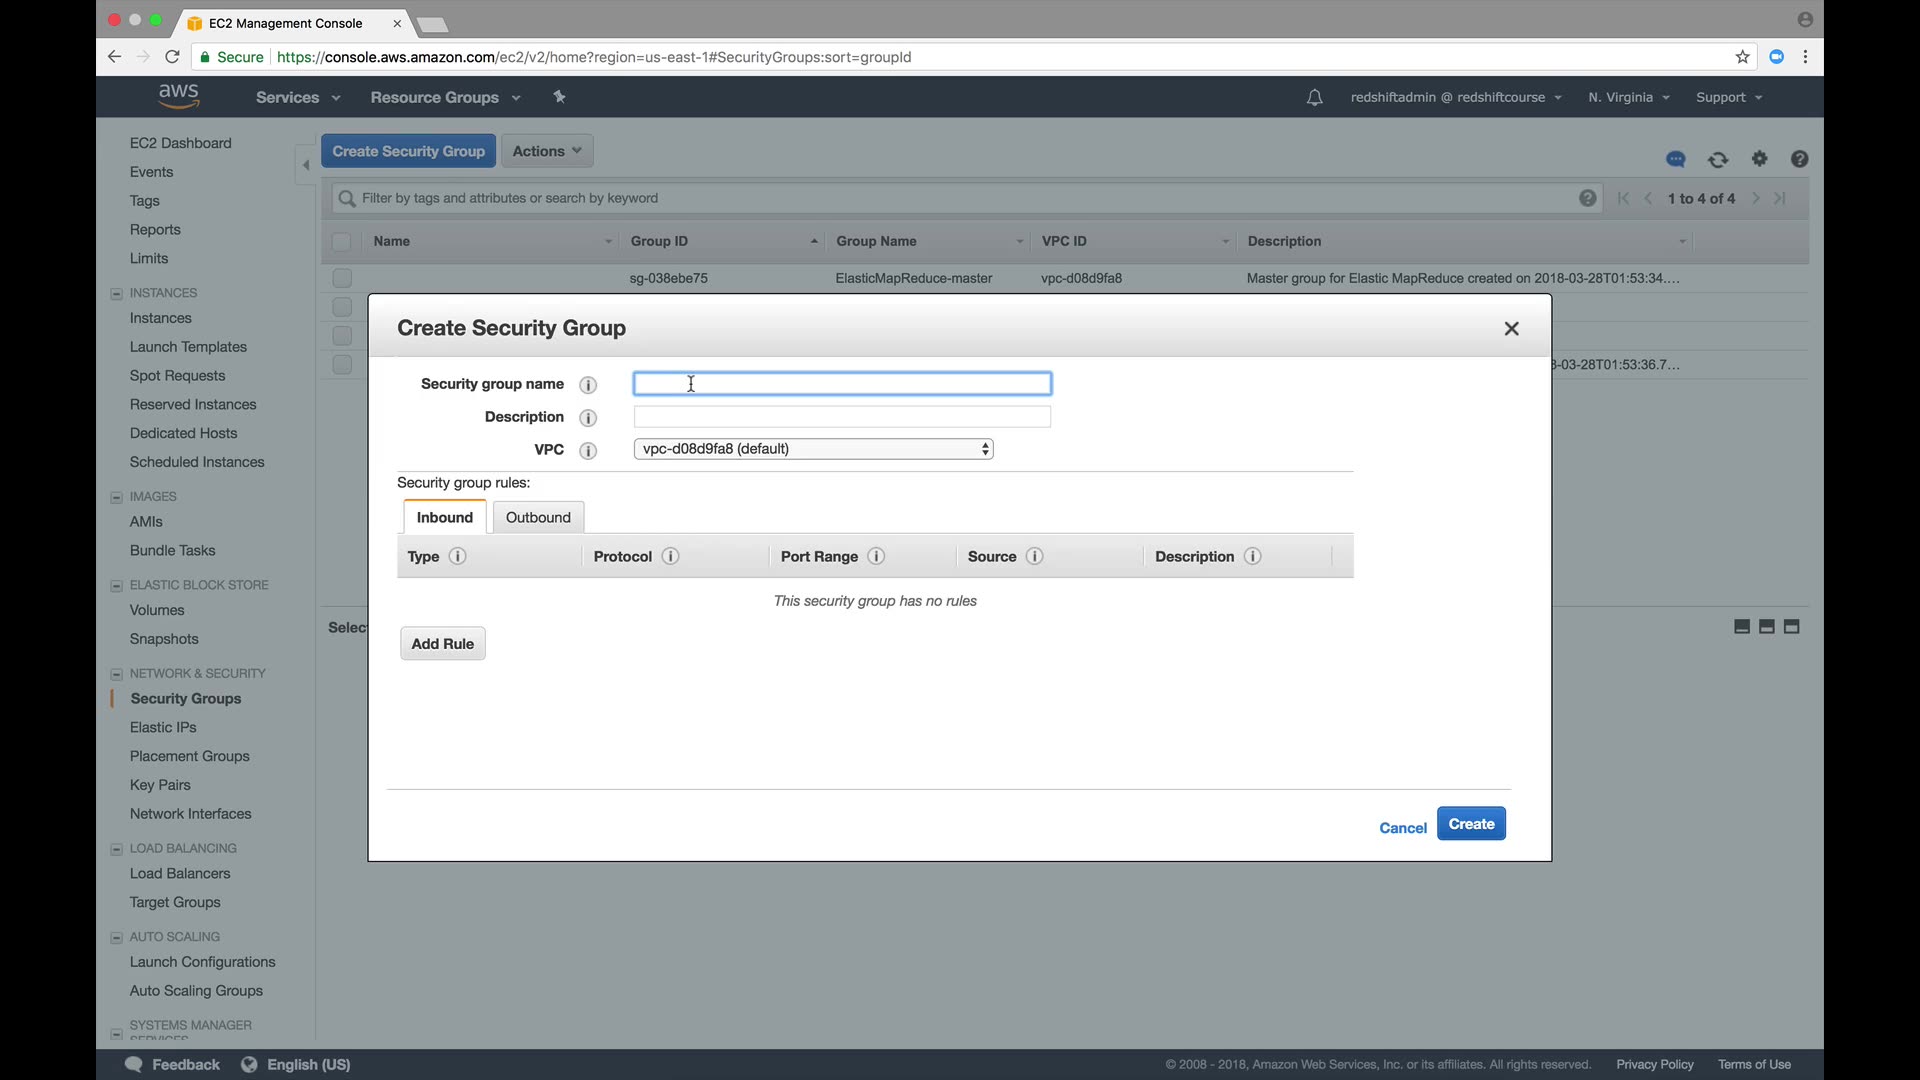 EC2 Management Console
Secure https://console.aws.amazon.com/ec2/v2/home?region=us-east-1#SecurityGroups:sort=groupId
aws Services Resource Groups redshiftadmin @ redshiftcourse N. Virginia Support
EC2 Dashboard
Events
Tags
Reports
Limits
INSTANCES
Instances
Launch Templates
Spot Requests
Reserved Instances
Dedicated Hosts
Scheduled Instances
IMAGES
AMIs
Bundle Tasks
ELASTIC BLOCK STORE
Volumes
Snapshots
NETWORK & SECURITY
Security Groups
Elastic IPs
Placement Groups
Key Pairs
Network Interfaces
LOAD BALANCING
Load Balancers
Target Groups
AUTO SCALING
Launch Configurations
Auto Scaling Groups
SYSTEMS MANAGER
SERVICES
Create Security Group Actions
Filter by tags and attributes or search by keyword 1 to 4 of 4
Name Group ID Group Name VPC ID Description
sg-038ebe75 ElasticMapReduce-master vpc-d08d9fa8 Master group for Elastic MapReduce created on 2018-03-28T01:53:34....
-03-28T01:53:36.7...
Selec
Create Security Group
Security group name
Description
VPC vpc-d08d9fa8 (default)
Security group rules:
Inbound Outbound
Type Protocol Port Range Source Description
This security group has no rules
Add Rule
Cancel Create
Feedback English (US) © 2008 - 2018, Amazon Web Services, Inc. or its affiliates. All rights reserved. Privacy Policy Terms of Use